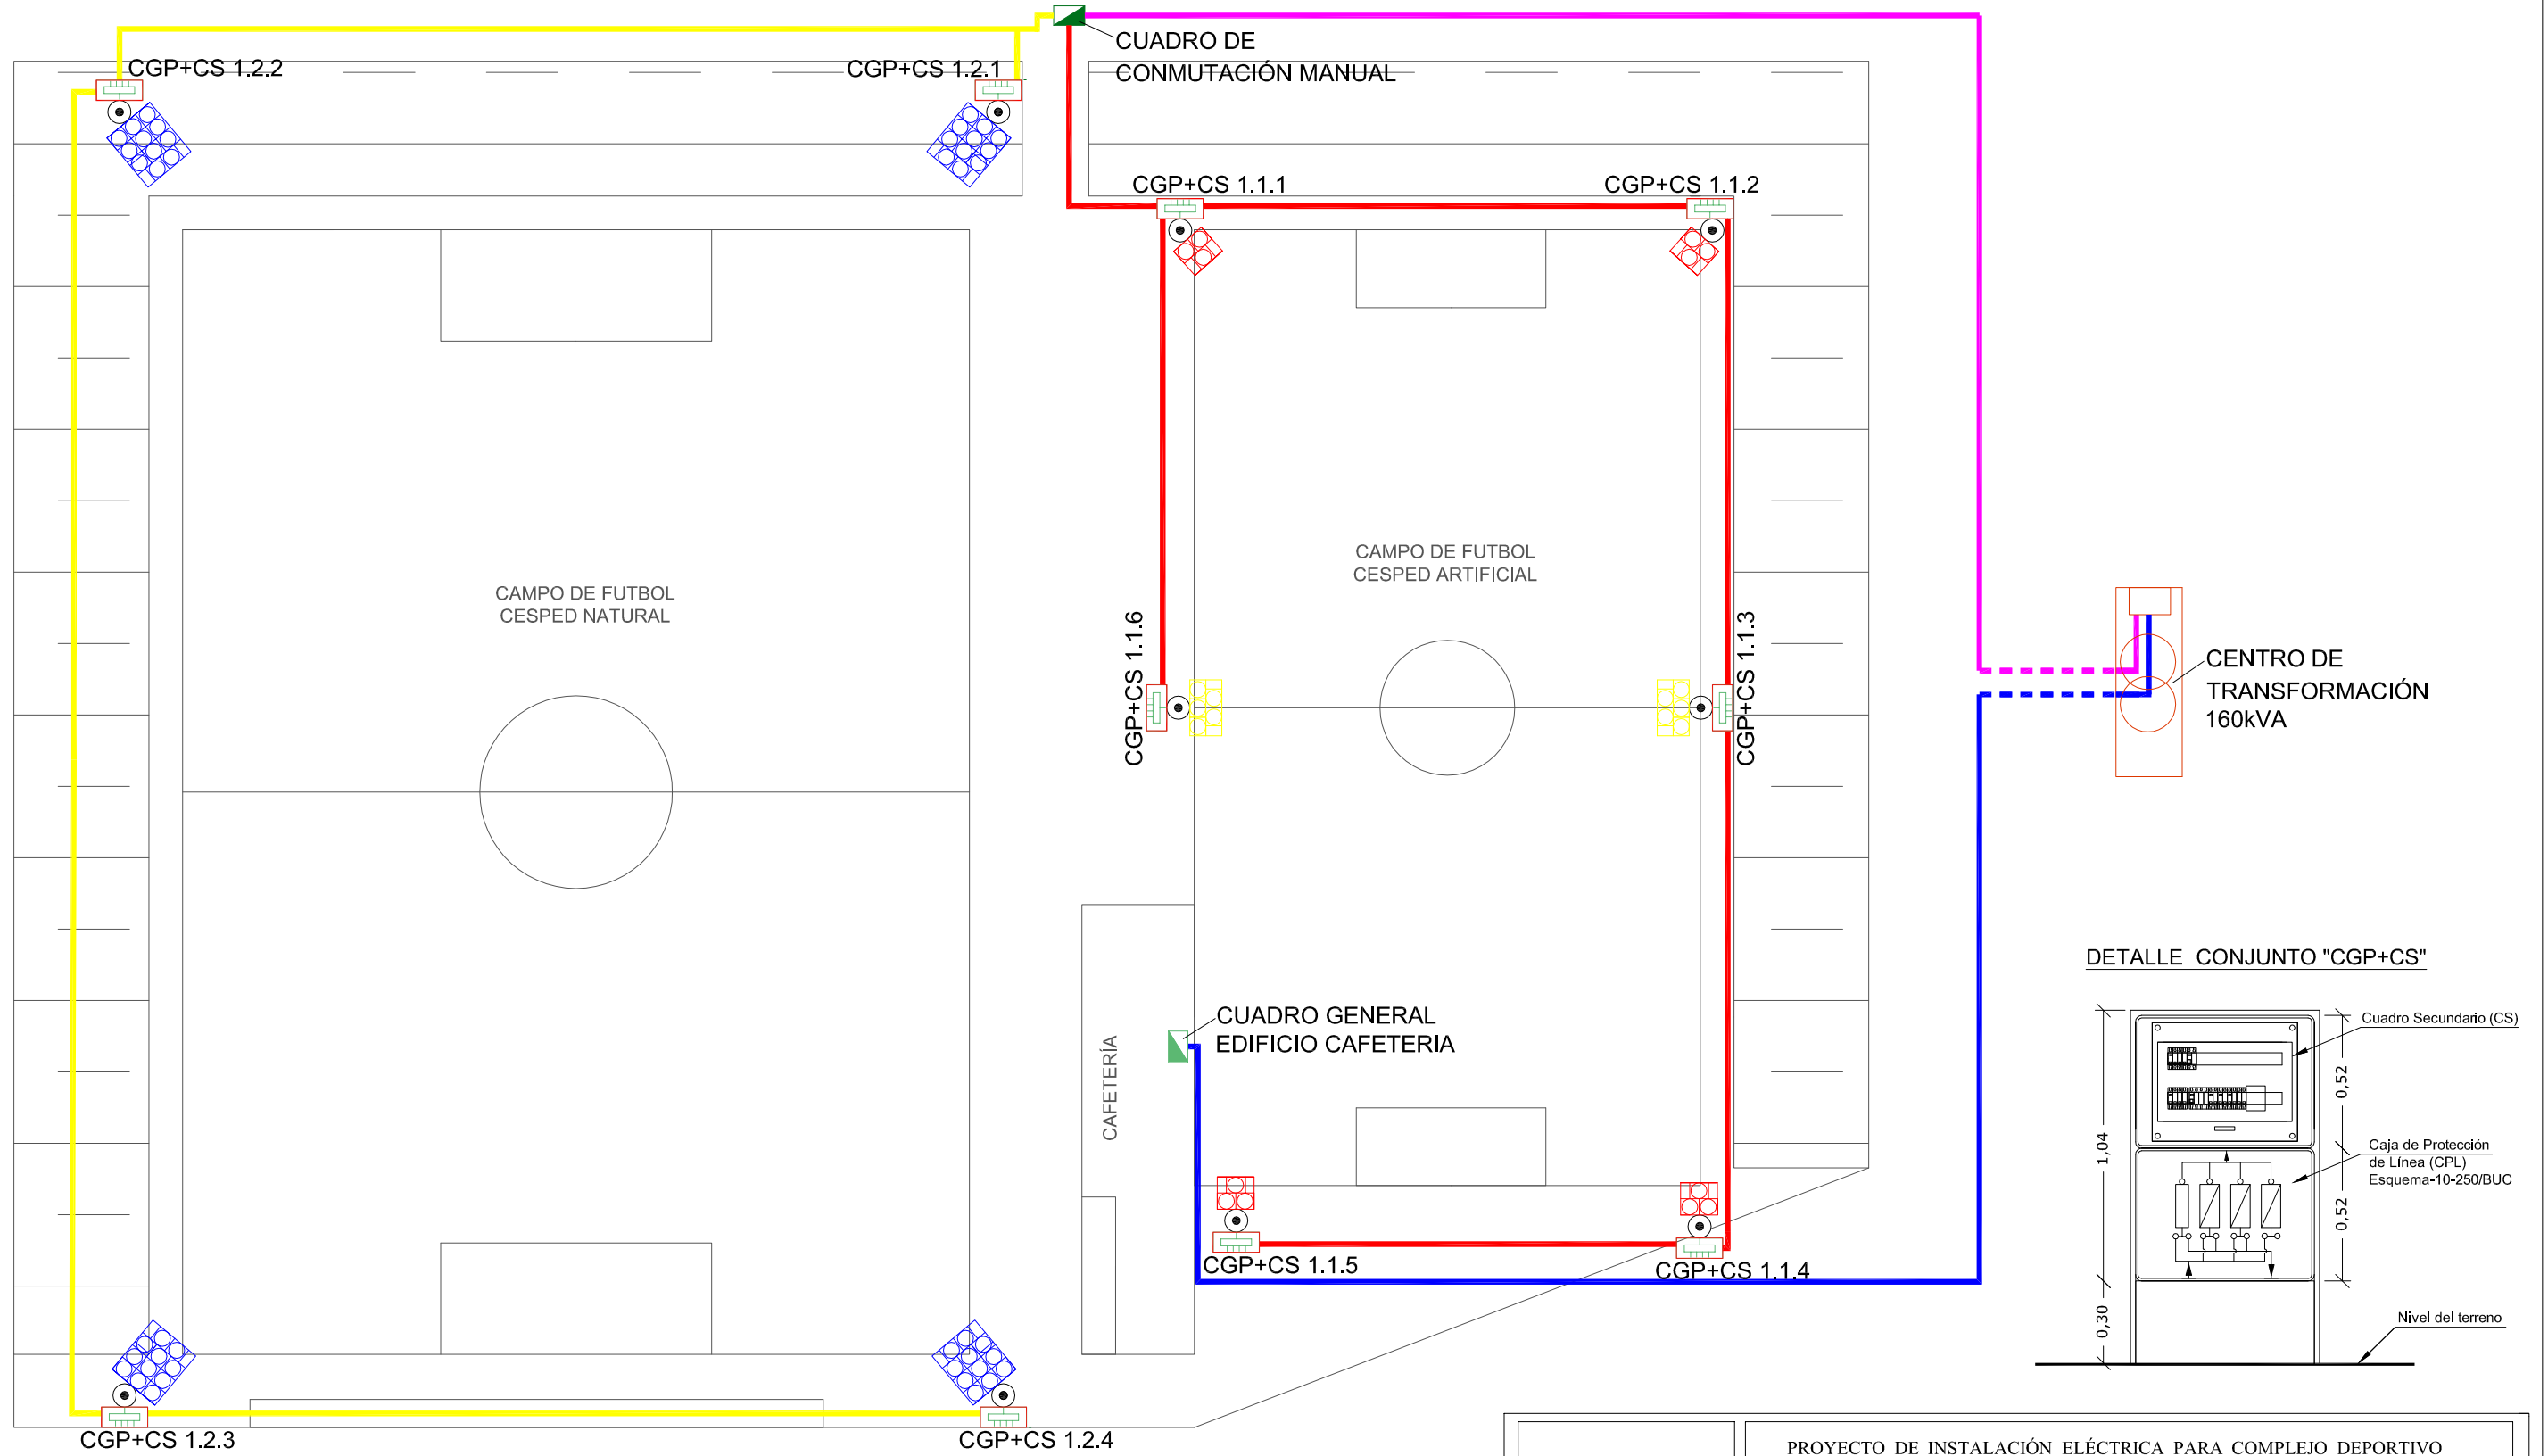 CUADRO DE
CONMUTACIÓN MANUAL
CGP+CS 1.2.2
CGP+CS 1.2.1
CGP+CS 1.1.1
CGP+CS 1.1.2
CAMPO DE FUTBOL
CESPED NATURAL
CAMPO DE FUTBOL
CESPED ARTIFICIAL
CGP+CS 1.1.6
CGP+CS 1.1.3
CENTRO DE
TRANSFORMACIÓN
160kVA
CUADRO GENERAL
EDIFICIO CAFETERIA
CAFETERÍA
CGP+CS 1.1.5
CGP+CS 1.1.4
CGP+CS 1.2.3
CGP+CS 1.2.4
DETALLE CONJUNTO "CGP+CS"
Cuadro Secundario (CS)
0,52
1,04
Caja de Protección
de Línea (CPL)
Esquema-10-250/BUC
0,52
0,30
Nivel del terreno
PROYECTO DE INSTALACIÓN ELÉCTRICA PARA COMPLEJO DEPORTIVO